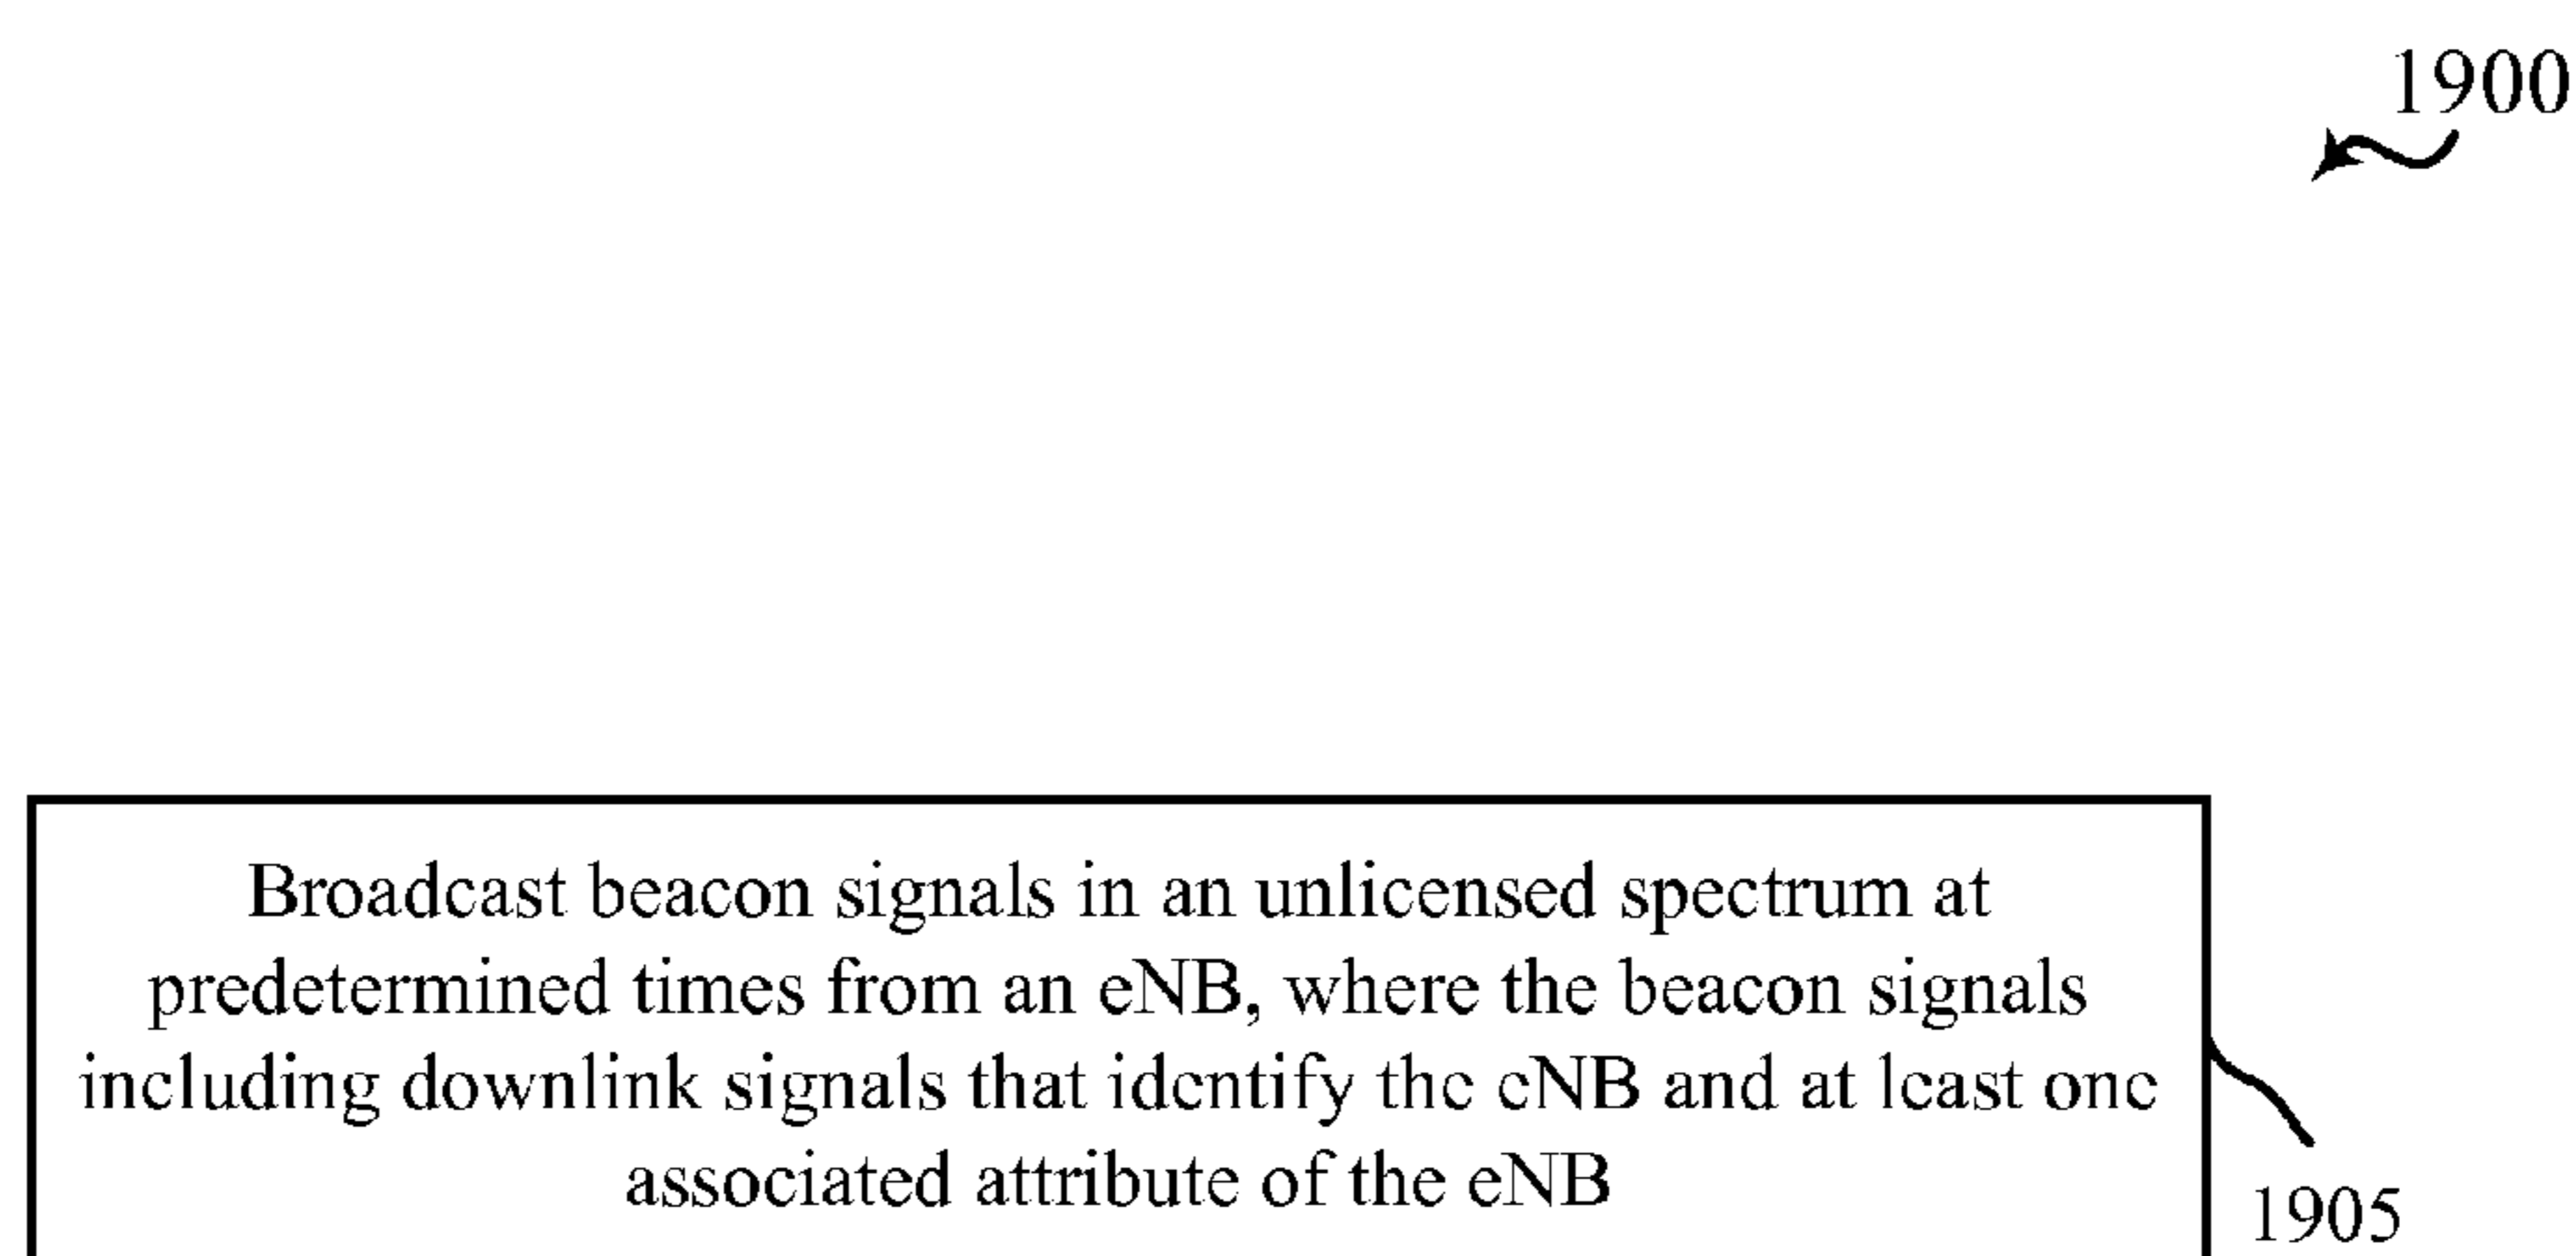 1900
Broadcast beacon signals in an unlicensed spectrum at
predetermined times from an eNB, where the beacon signals
including downlink signals that identify the eNB and at least one
associated attribute of the eNB
1905